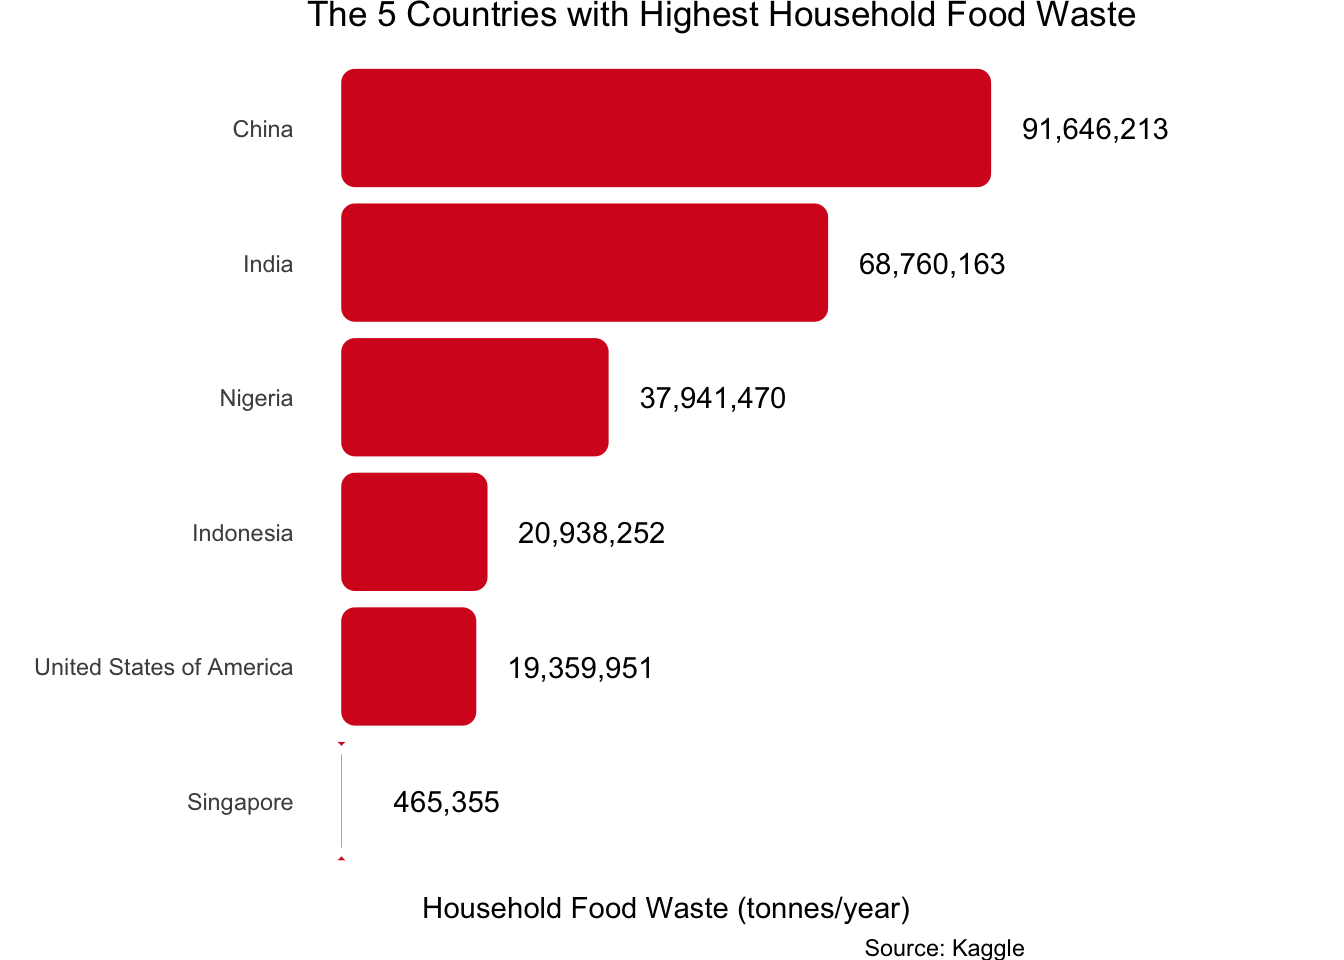 The 5 Countries with Highest Household Food Waste
China 91,646,213
India 68,760,163
Nigeria 37,941,470
Indonesia 20,938,252
United States of America 19,359,951
Singapore 465,355
Household Food Waste (tonnes/year)
Source: Kaggle